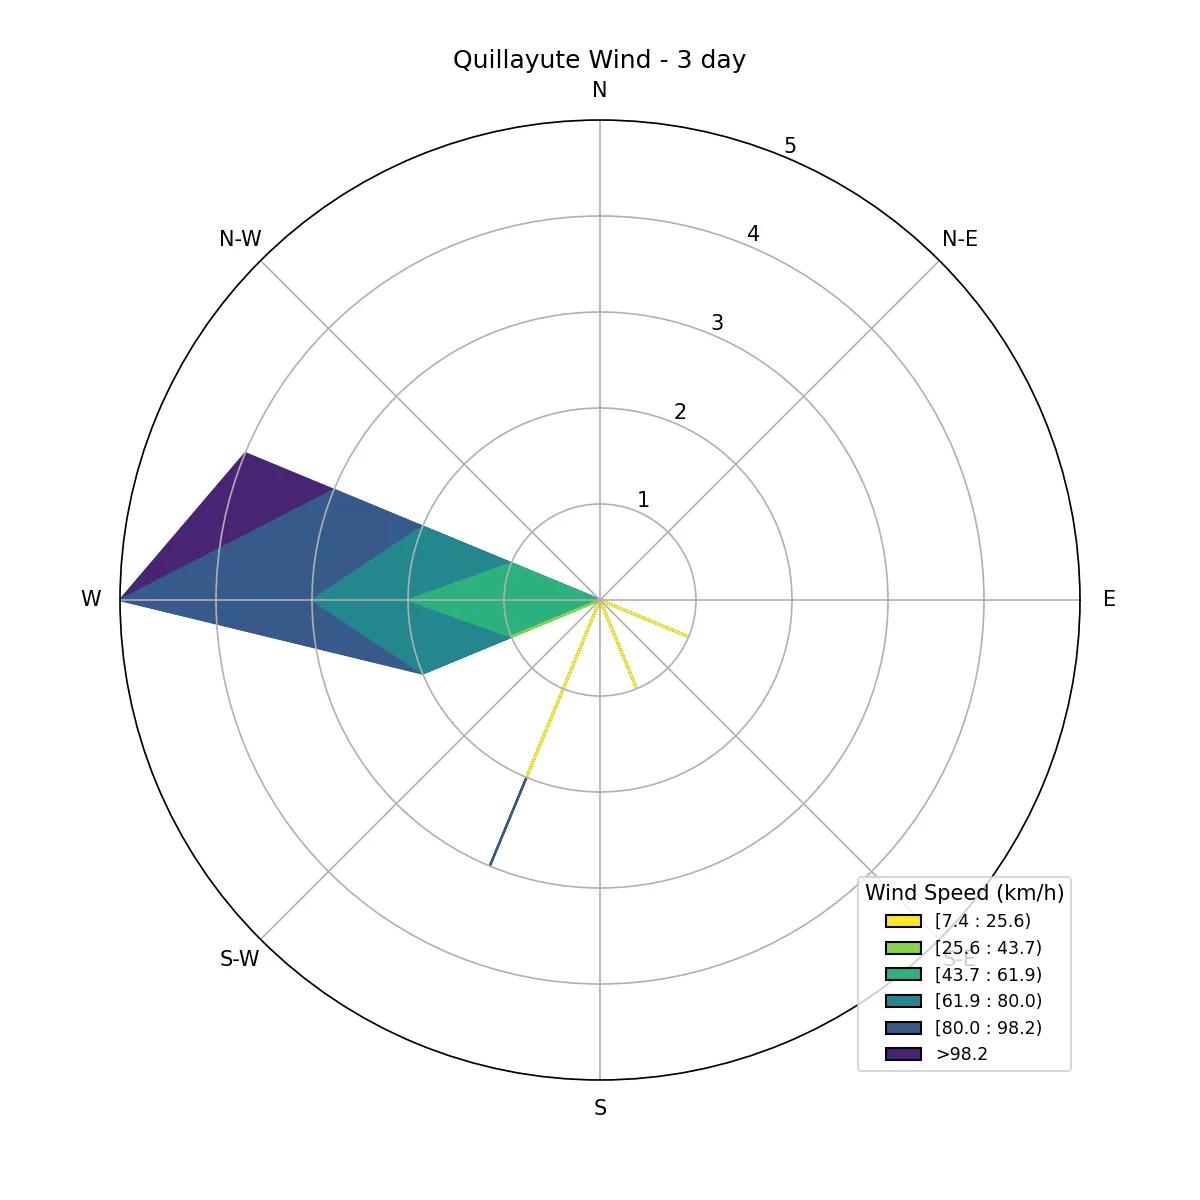 Quillayute Wind - 3 day
N
5
N-W
4
N-E
3
2
1
W
E
Wind Speed (km/h)
[7.4 : 25.6)
[25.6 : 43.7)
S-W
S-E
[43.7 : 61.9)
[61.9 : 80.0)
[80.0 : 98.2)
>98.2
S